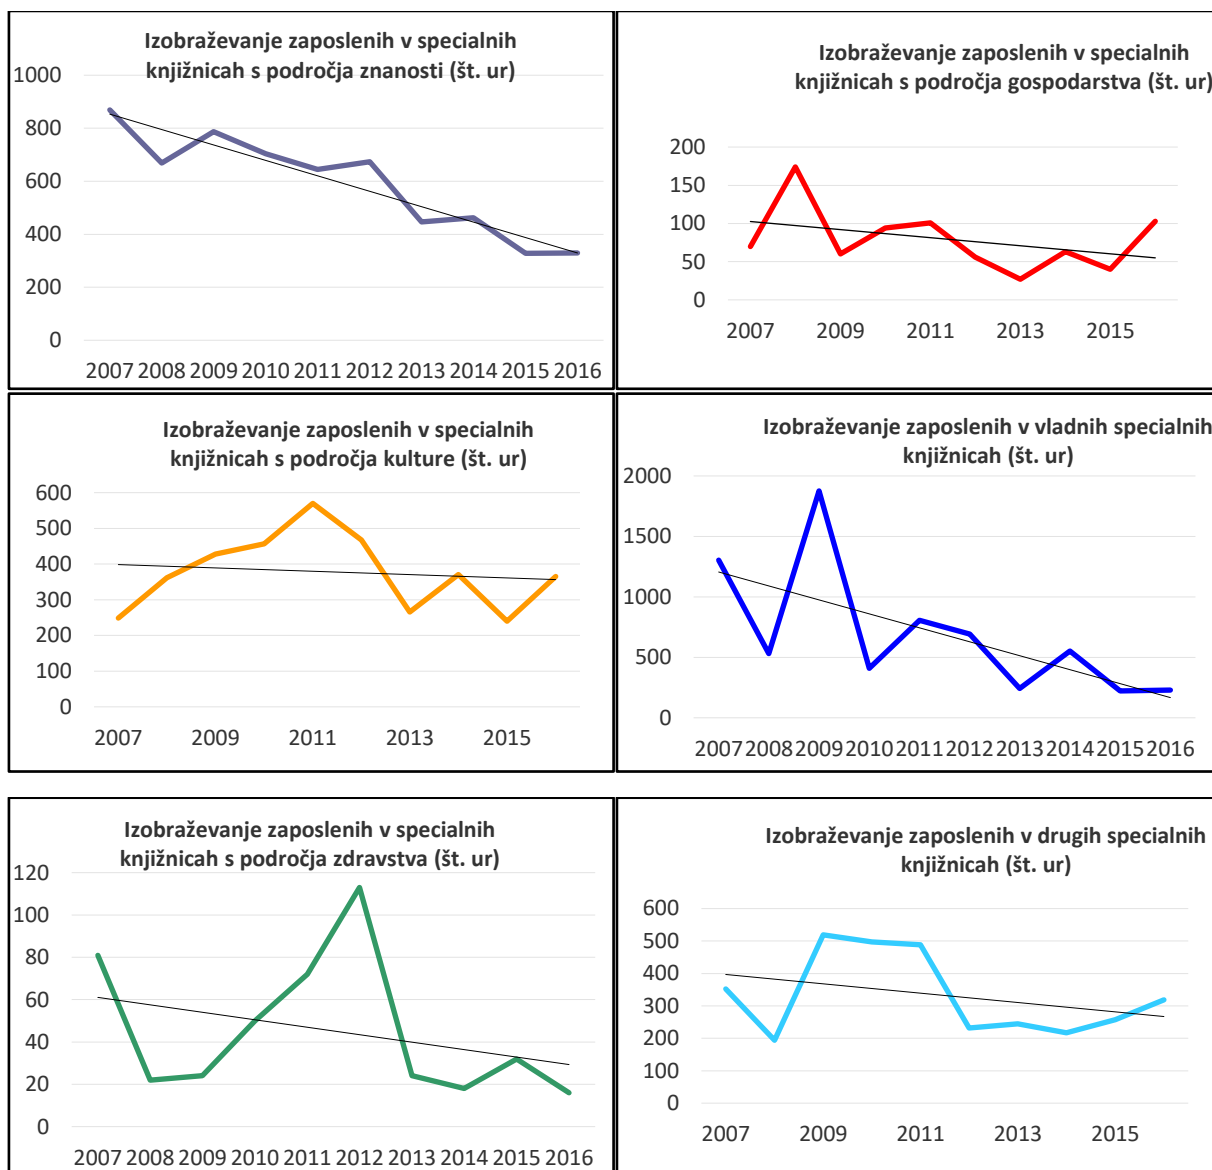 Izobraževanje zaposlenih v specialnih
knjižnicah s področja znanosti (št. ur)
1000
800
600
400
200
0
2007 2008 2009 2010 2011 2012 2013 2014 2015 2016
Izobraževanje zaposlenih v specialnih
knjižnicah s področja gospodarstva (št. ur)
200
150
100
50
0
2007 2009 2011 2013 2015
Izobraževanje zaposlenih v specialnih
knjižnicah s področja kulture (št. ur)
600
500
400
300
200
100
0
2007 2009 2011 2013 2015
Izobraževanje zaposlenih v vladnih specialnih
knjižnicah (št. ur)
2000
1500
1000
500
0
2007 2008 2009 2010 2011 2012 2013 2014 2015 2016
Izobraževanje zaposlenih v specialnih
knjižnicah s področja zdravstva (št. ur)
120
100
80
60
40
20
0
2007 2008 2009 2010 2011 2012 2013 2014 2015 2016
Izobraževanje zaposlenih v drugih specialnih
knjižnicah (št. ur)
600
500
400
300
200
100
0
2007 2009 2011 2013 2015